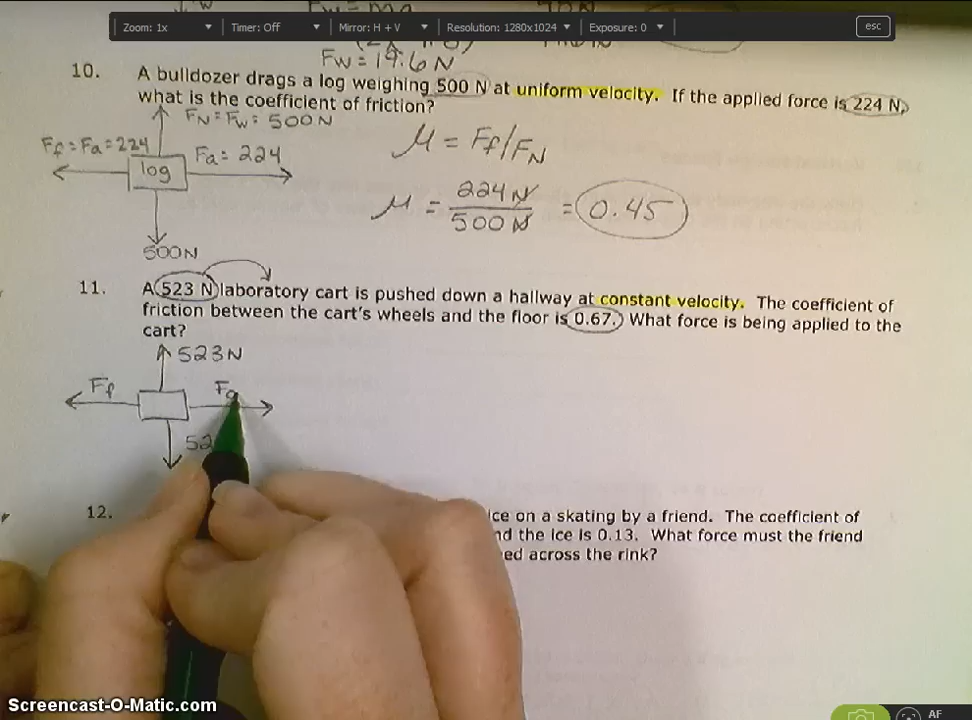 Zoom: 1x Timer: Off Mirror: H + V Resolution: 1280x1024 Exposure: 0 esc
FW = 19.6 N
10. A bulldozer drags a log weighing 500 N at uniform velocity. If the applied force is 224 N,
what is the coefficient of friction?
FN = FW = 500N
Ff = Fa = 224
Fa = 224
log
500N
μ = Ff/FN
μ = 224N / 500N = 0.45
11. A 523 N laboratory cart is pushed down a hallway at constant velocity. The coefficient of
friction between the cart's wheels and the floor is 0.67. What force is being applied to the
cart?
523N
Ff
Fa
52
12.
ice on a skating by a friend. The coefficient of
the ice is 0.13. What force must the friend
across the rink?
Screencast-O-Matic.com
AF